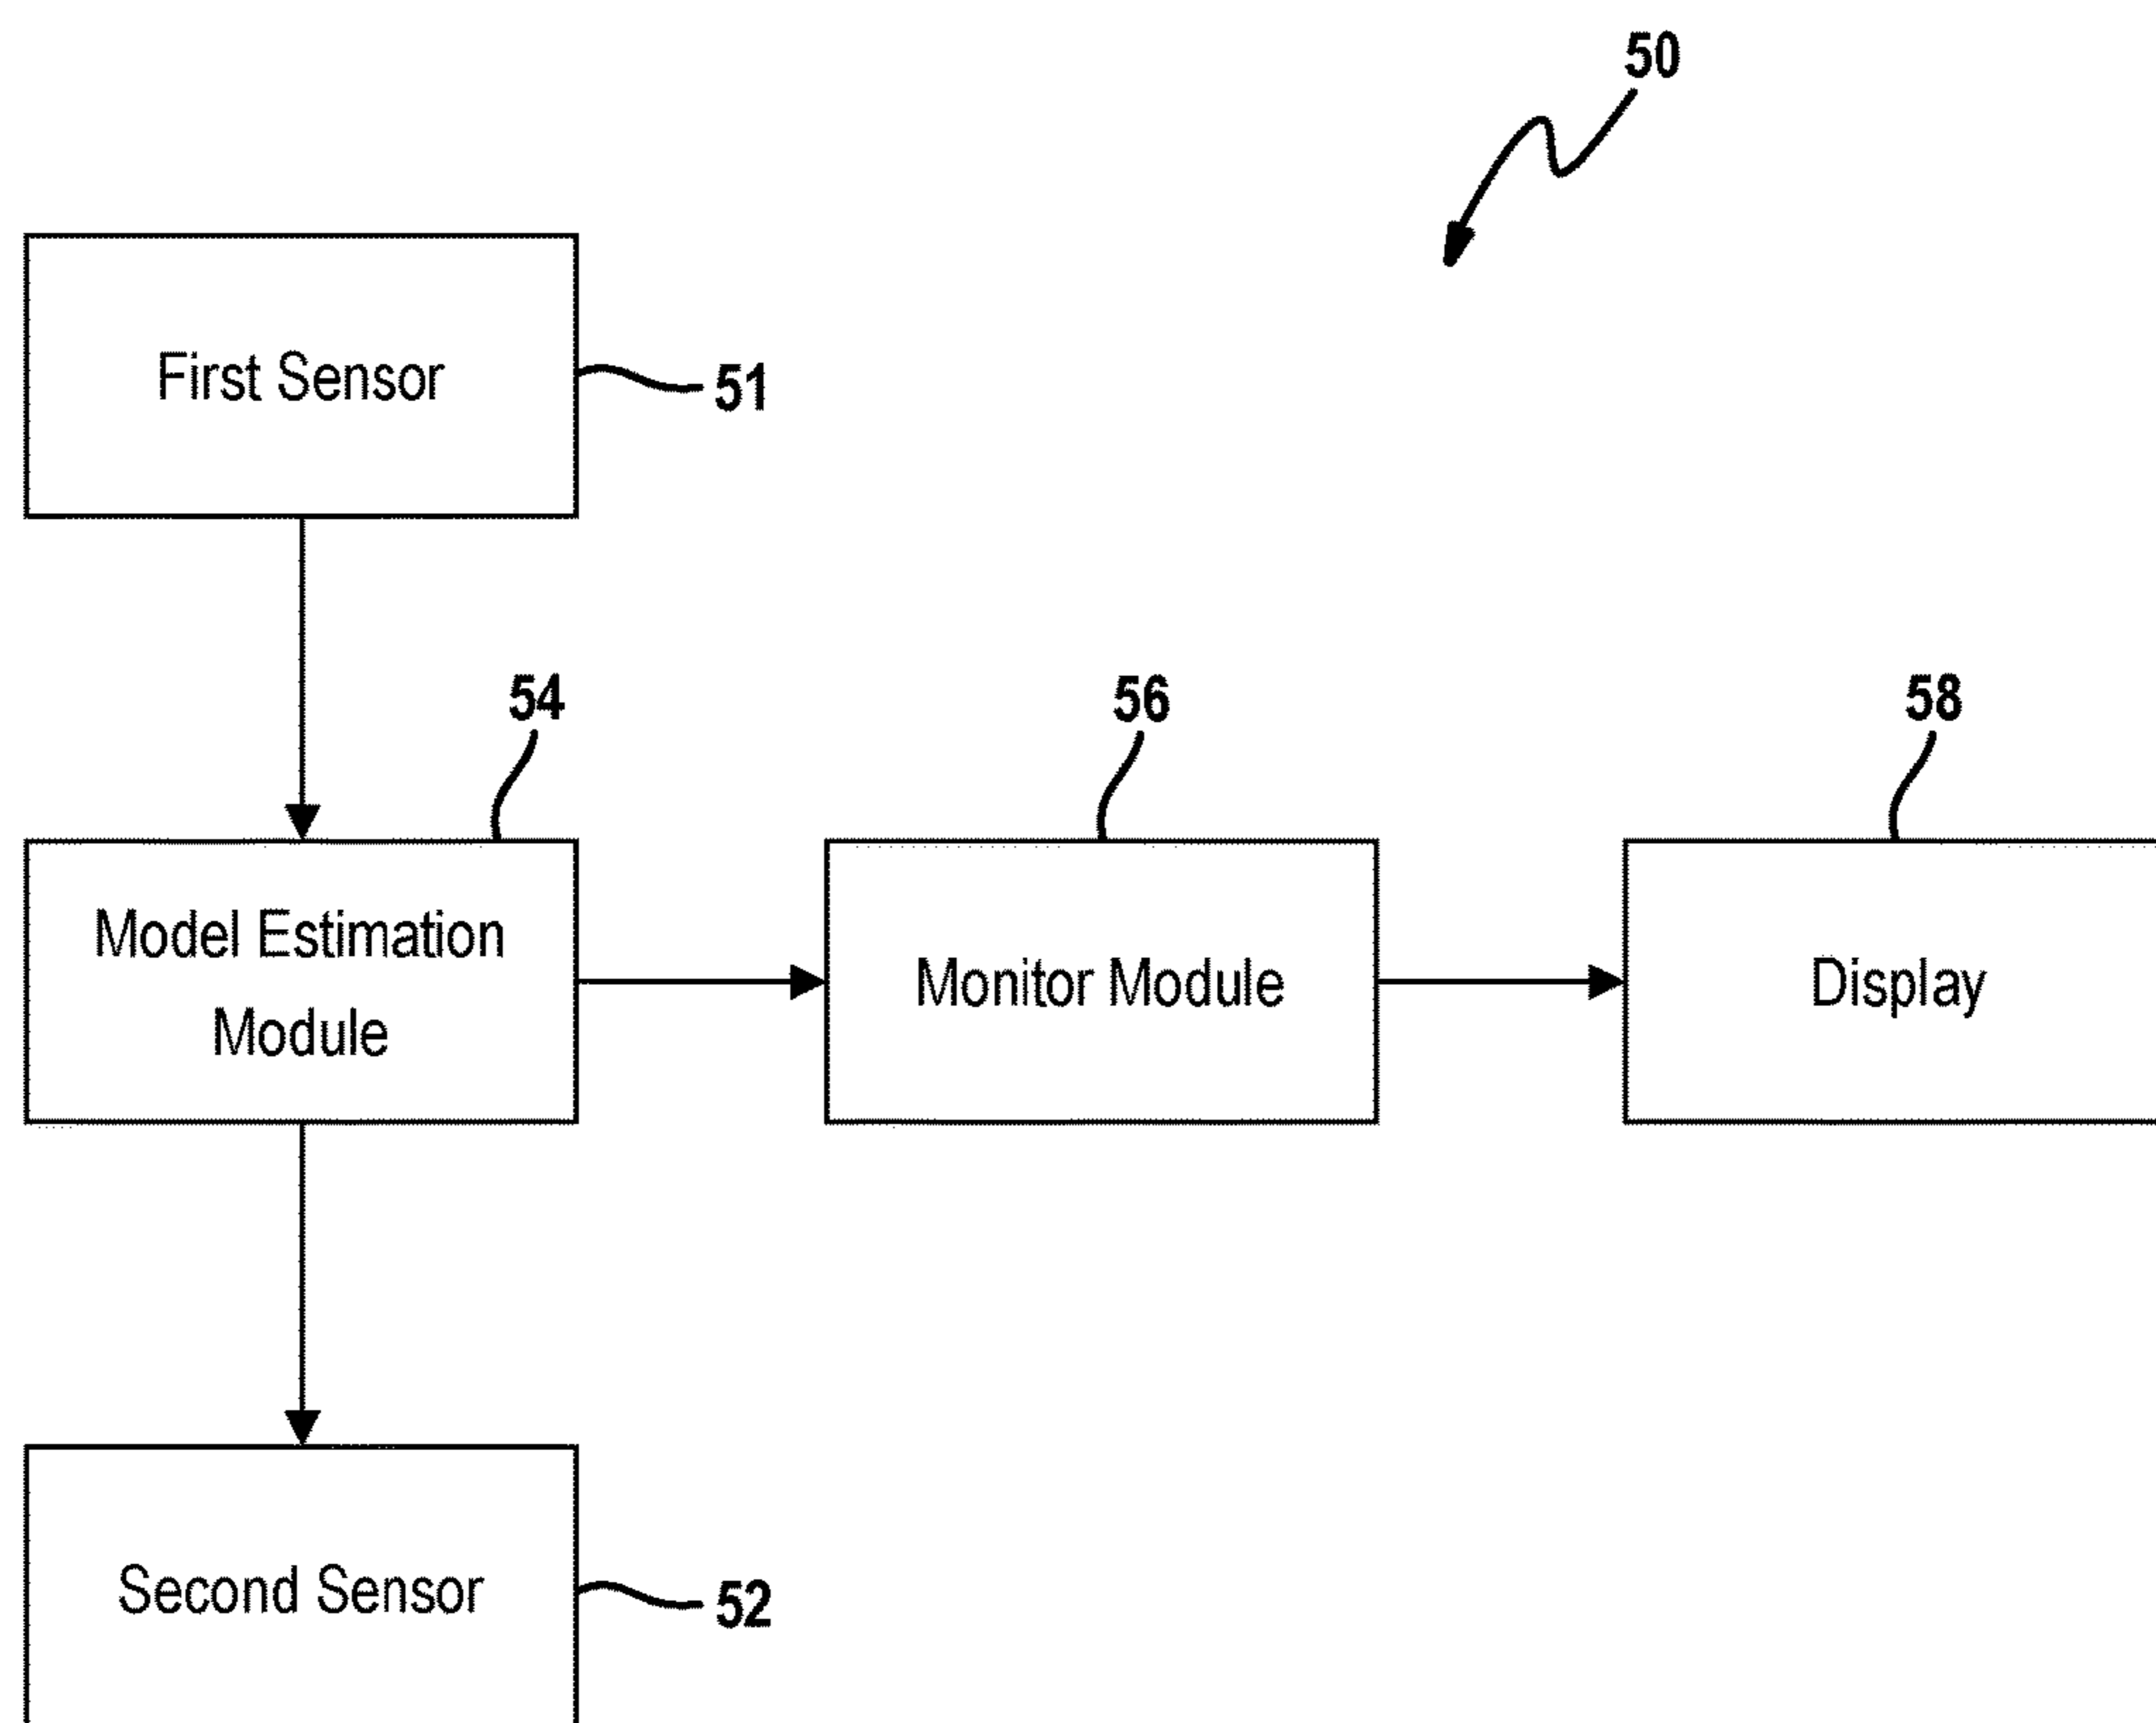 50
First Sensor
51
54
56
58
Model Estimation
Module
Monitor Module
Display
Second Sensor
52